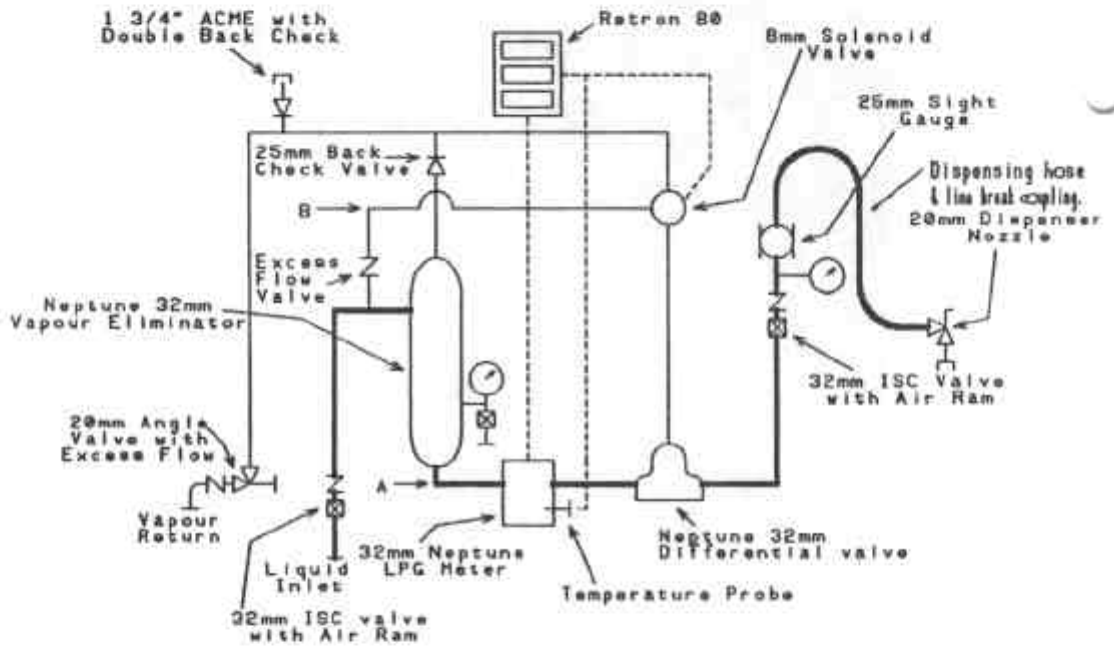 1 3/4" ACME with
Double Back Check
Retron 80
8mm Solenoid
Valve
25mm Sight
Gauge
25mm Back
Check Valve
Dispensing hose
& line break coupling.
20mm Dispenser
Nozzle
B
Excess
Flow
Valve
Neptune 32mm
Vapour Eliminator
32mm ISC Valve
with Air Ram
20mm Angle
Valve with
Excess Flow
A
Vapour
Return
Liquid
Inlet
32mm Neptune
LPG Meter
Neptune 32mm
Differential valve
Temperature Probe
32mm ISC valve
with Air Ram